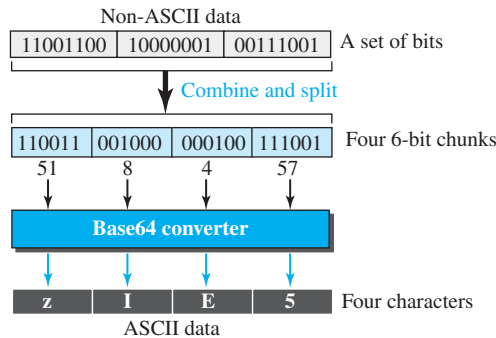 Non-ASCII data
11001100 10000001 00111001 A set of bits
Combine and split
110011 001000 000100 111001 Four 6-bit chunks
51 8 4 57
Base64 converter
z I E 5 Four characters
ASCII data